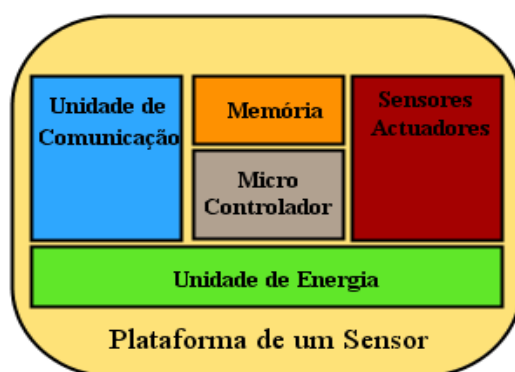 Unidade de
Comunicação
Memória
Micro
Controlador
Sensores
Actuadores
Unidade de Energia
Plataforma de um Sensor